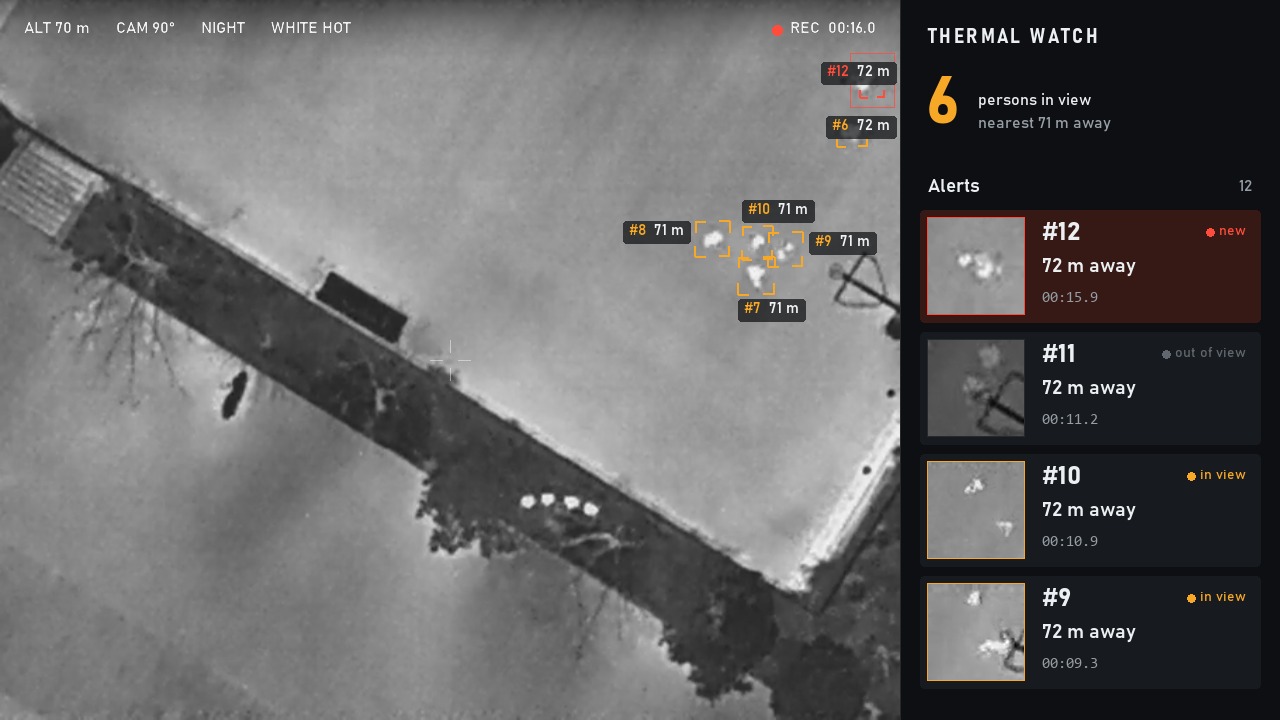 ALT 70 m CAM 90° NIGHT WHITE HOT
REC 00:16.0
#12 72 m
#6 72 m
#10 71 m
#8 71 m
#9 71 m
#7 71 m
THERMAL WATCH
6
persons in view
nearest 71 m away
Alerts 12
#12 new
72 m away
00:15.9
#11 out of view
72 m away
00:11.2
#10 in view
72 m away
00:10.9
#9 in view
72 m away
00:09.3